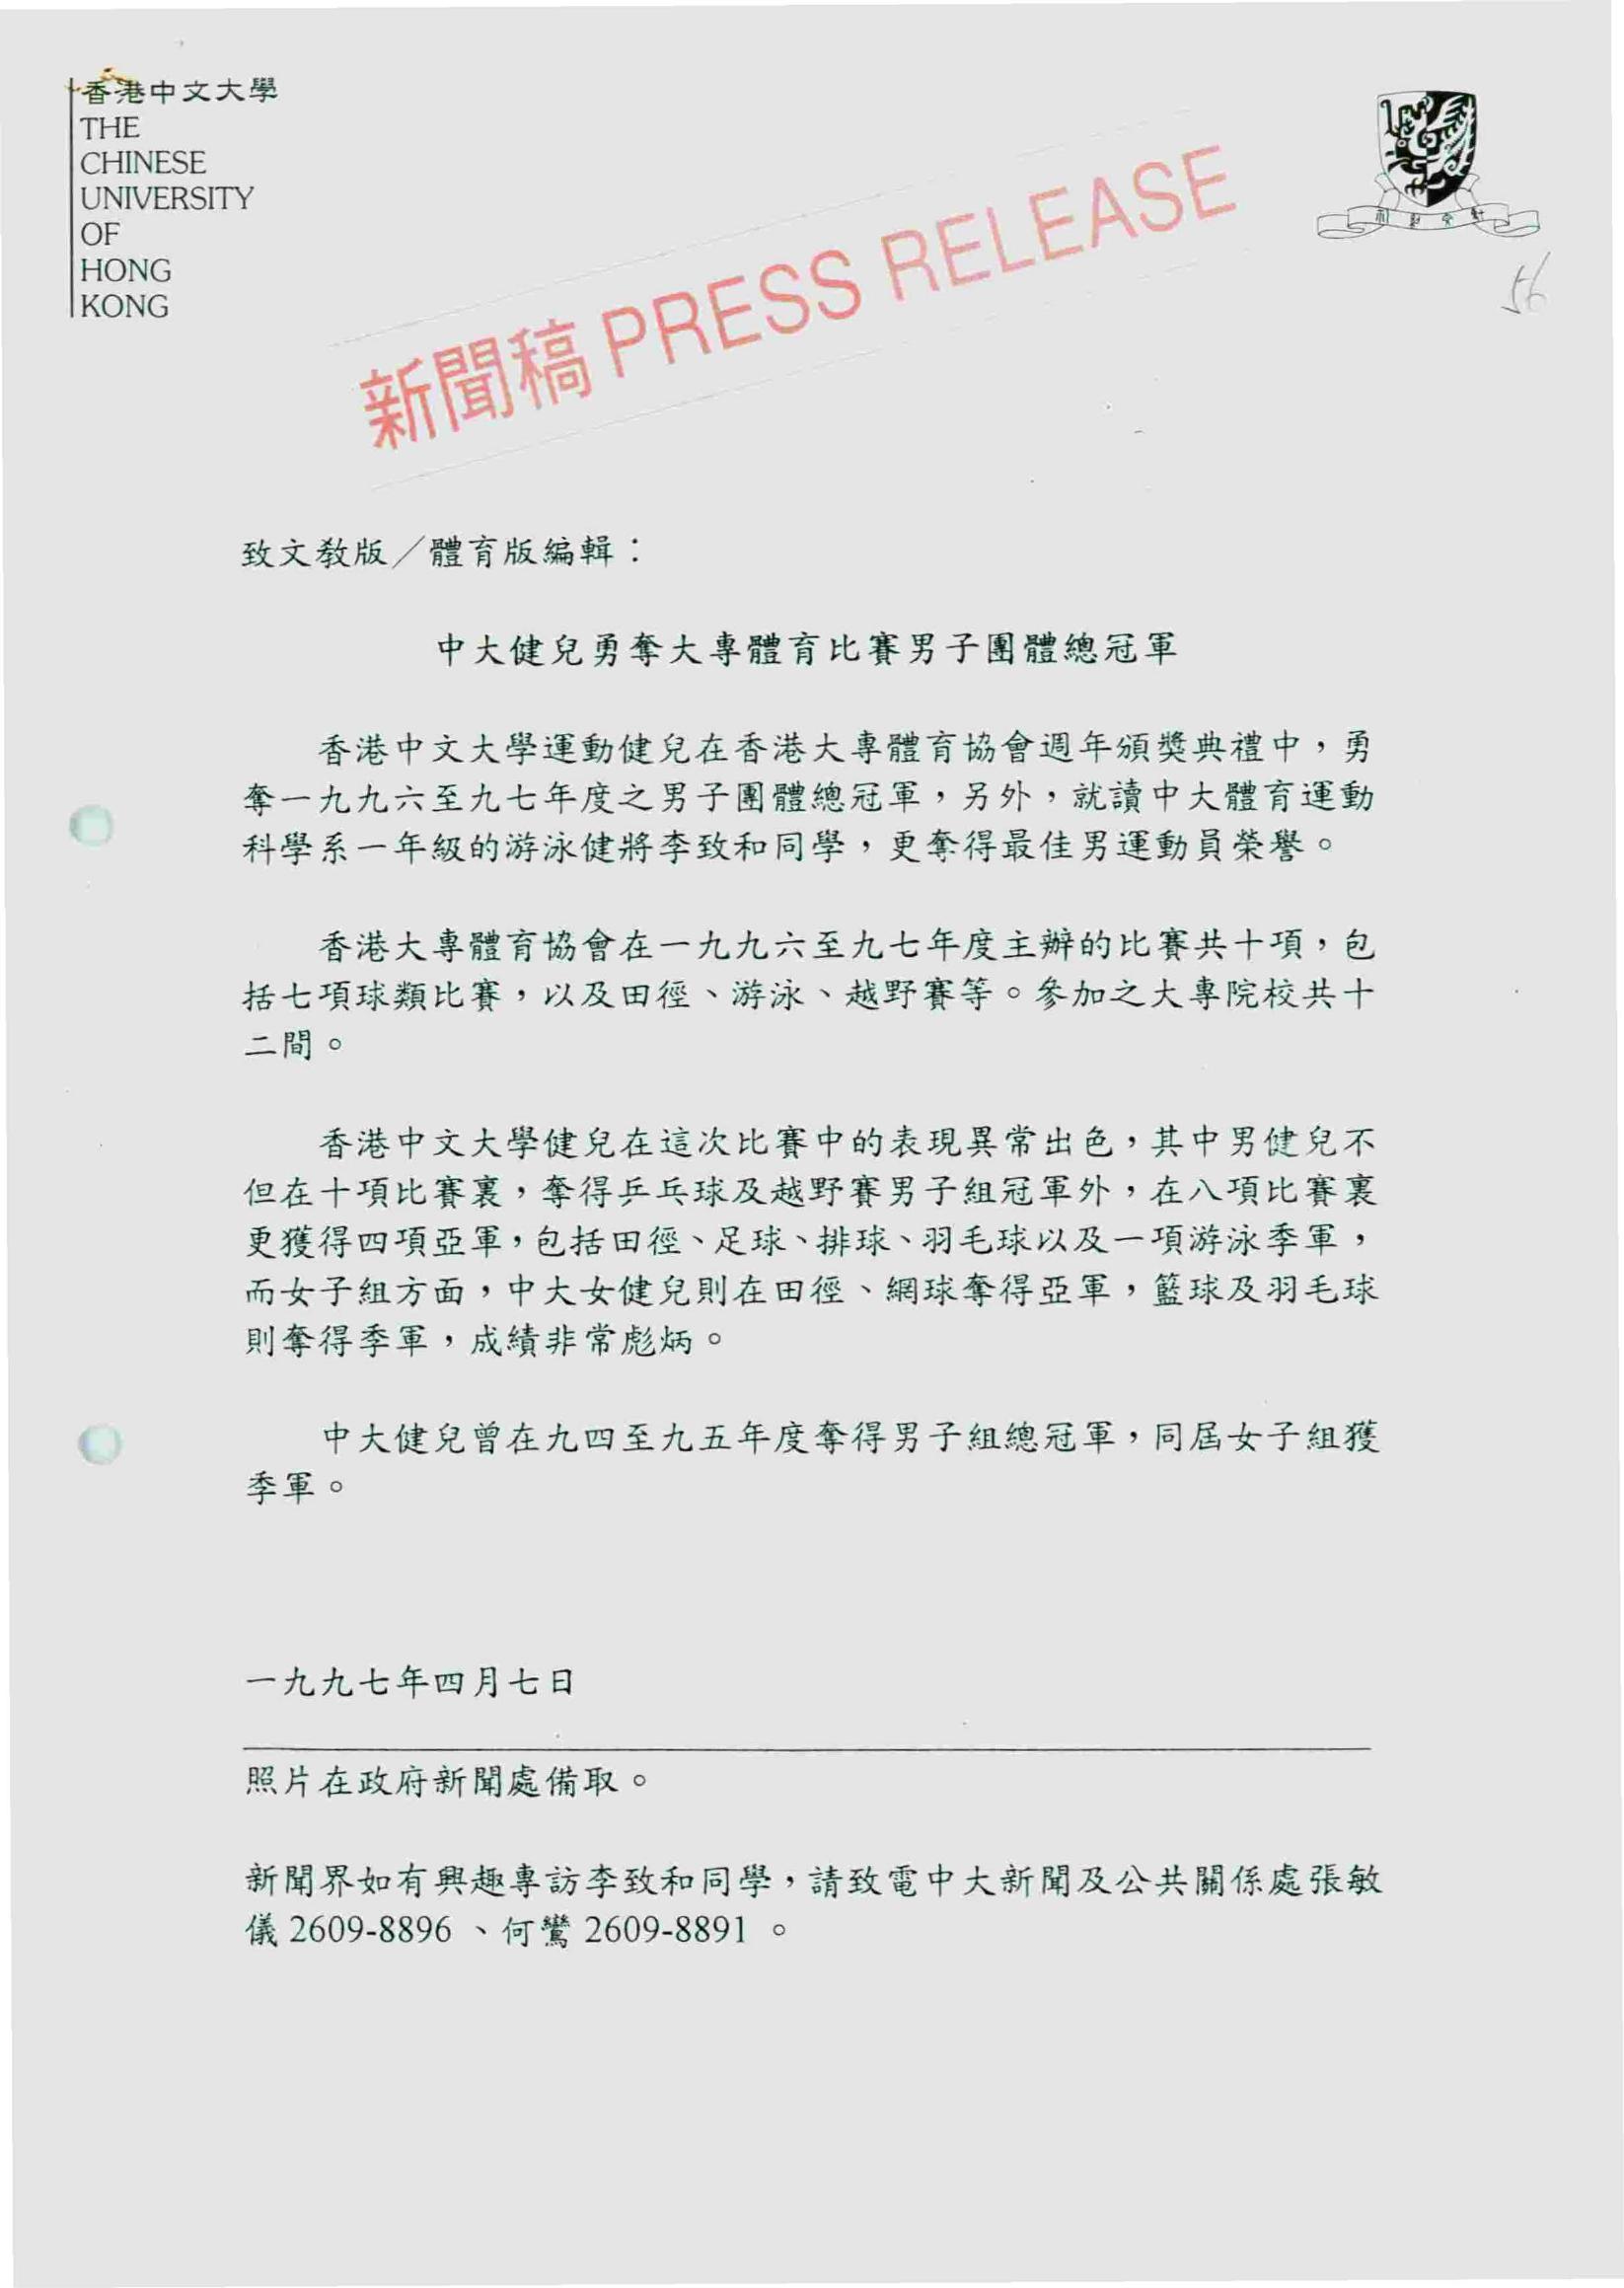 香港中文大學
THE
CHINESE
UNIVERSITY
OF
HONG
KONG
新聞稿 PRESS RELEASE
56
致文教版／體育版編輯：
中大健兒勇奪大專體育比賽男子團體總冠軍
香港中文大學運動健兒在香港大專體育協會週年頒獎典禮中，勇
奪一九九六至九七年度之男子團體總冠軍，另外，就讀中大體育運動
科學系一年級的游泳健將李致和同學，更奪得最佳男運動員榮譽。
香港大專體育協會在一九九六至九七年度主辦的比賽共十項，包
括七項球類比賽，以及田徑、游泳、越野賽等。參加之大專院校共十
二間。
香港中文大學健兒在這次比賽中的表現異常出色，其中男健兒不
但在十項比賽裏，奪得乒乓球及越野賽男子組冠軍外，在八項比賽裏
更獲得四項亞軍，包括田徑、足球、排球、羽毛球以及一項游泳季軍，
而女子組方面，中大女健兒則在田徑、網球奪得亞軍，籃球及羽毛球
則奪得季軍，成績非常彪炳。
中大健兒曾在九四至九五年度奪得男子組總冠軍，同屆女子組獲
季軍。
一九九七年四月七日
照片在政府新聞處備取。
新聞界如有興趣專訪李致和同學，請致電中大新聞及公共關係處張敏
儀 2609-8896 、何鸞 2609-8891 。